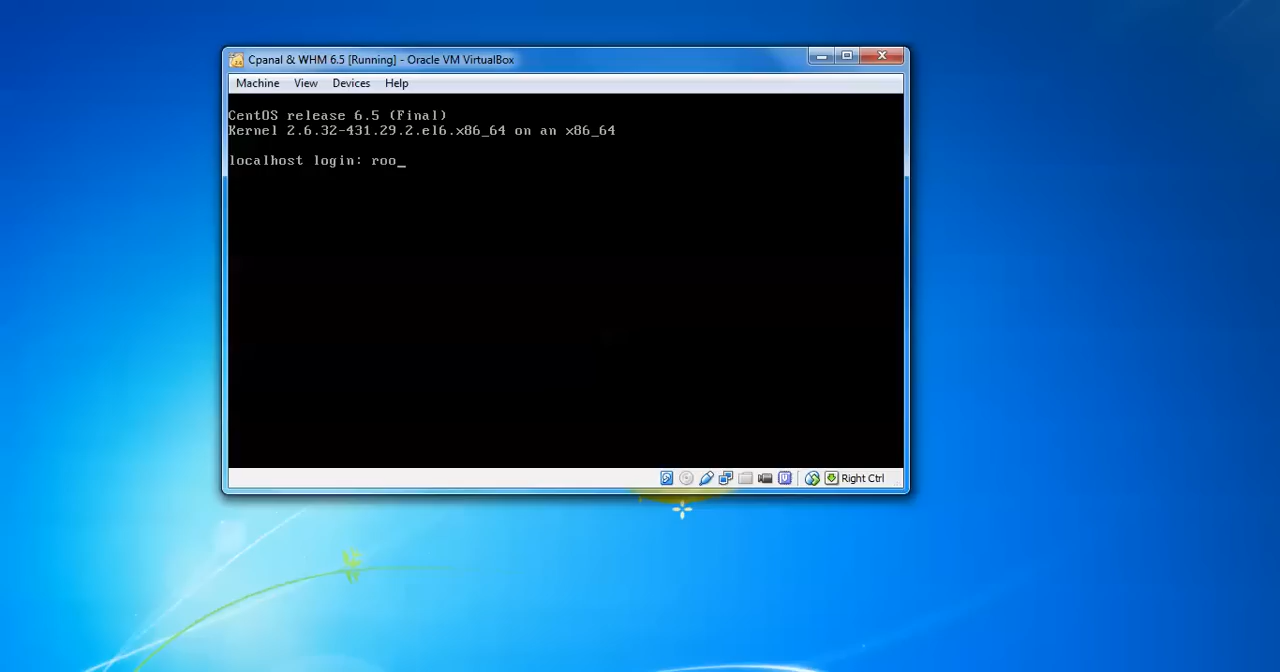 Cpanal & WHM 6.5 [Running] - Oracle VM VirtualBox
Machine View Devices Help
CentOS release 6.5 (Final)
Kernel 2.6.32-431.29.2.el6.x86_64 on an x86_64
localhost login: roo_
Right Ctrl